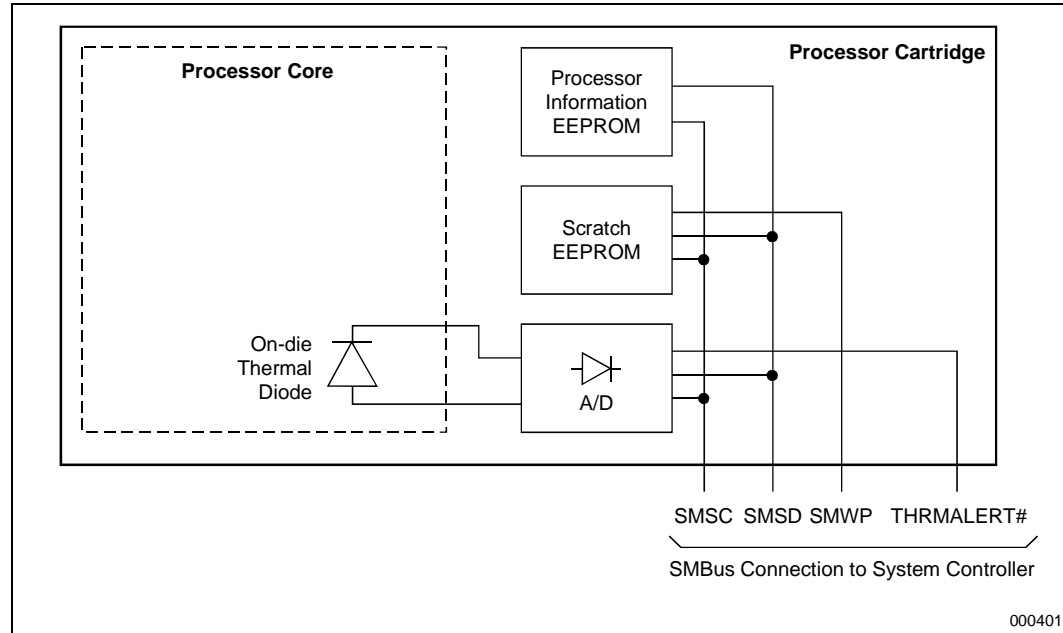 Processor Cartridge
Processor Core
Processor
Information
EEPROM
Scratch
EEPROM
On-die
Thermal
Diode
A/D
SMSC SMSD SMWP THRMALERT#
SMBus Connection to System Controller
000401